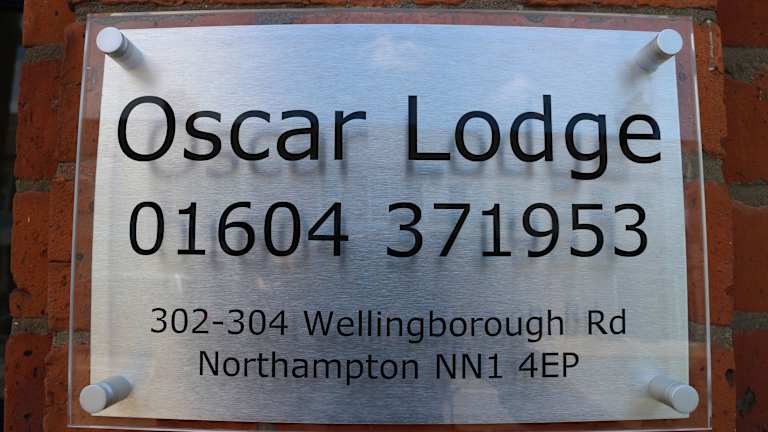 Oscar Lodge
01604 371953
302-304 Wellingborough Rd
Northampton NN1 4EP